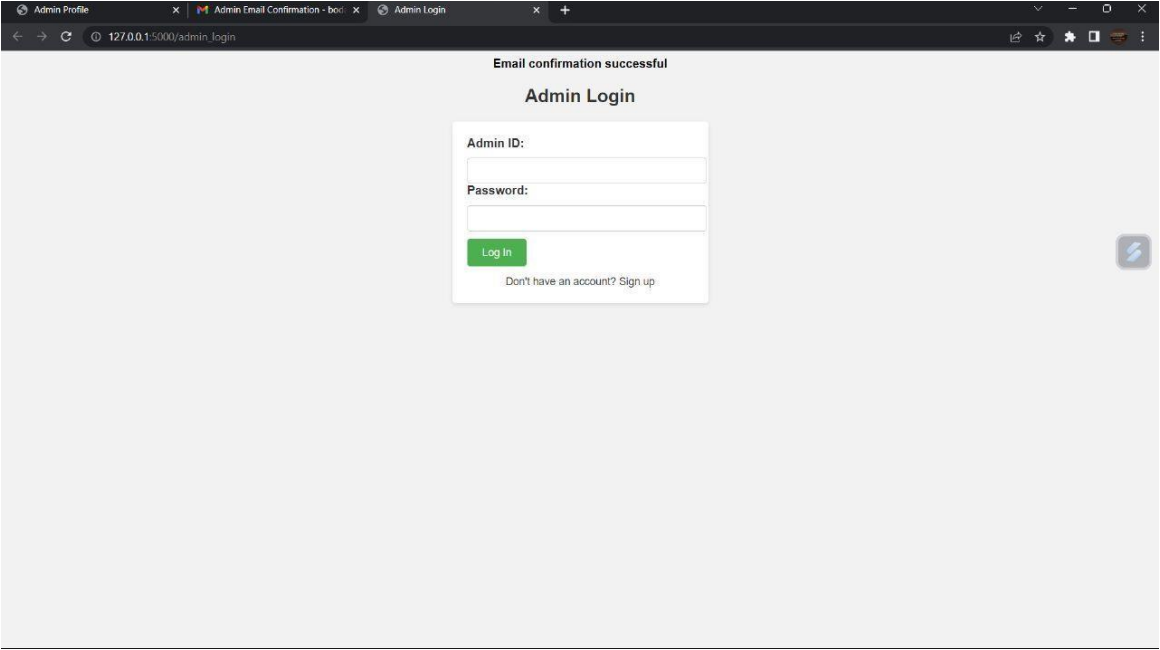 Admin Profile
Admin Email Confirmation - bod
Admin Login
127.0.0.1:5000/admin_login
Email confirmation successful
Admin Login
Admin ID:
Password:
Log In
Don't have an account? Sign up